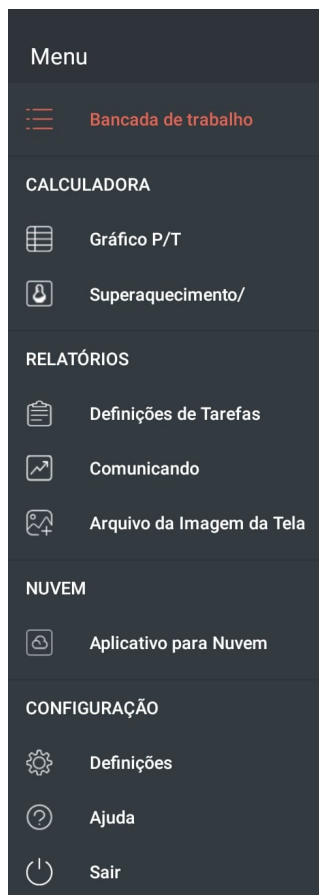 Menu
Bancada de trabalho
CALCULADORA
Gráfico P/T
Superaquecimento/
RELATÓRIOS
Definições de Tarefas
Comunicando
Arquivo da Imagem da Tela
NUVEM
Aplicativo para Nuvem
CONFIGURAÇÃO
Definições
Ajuda
Sair